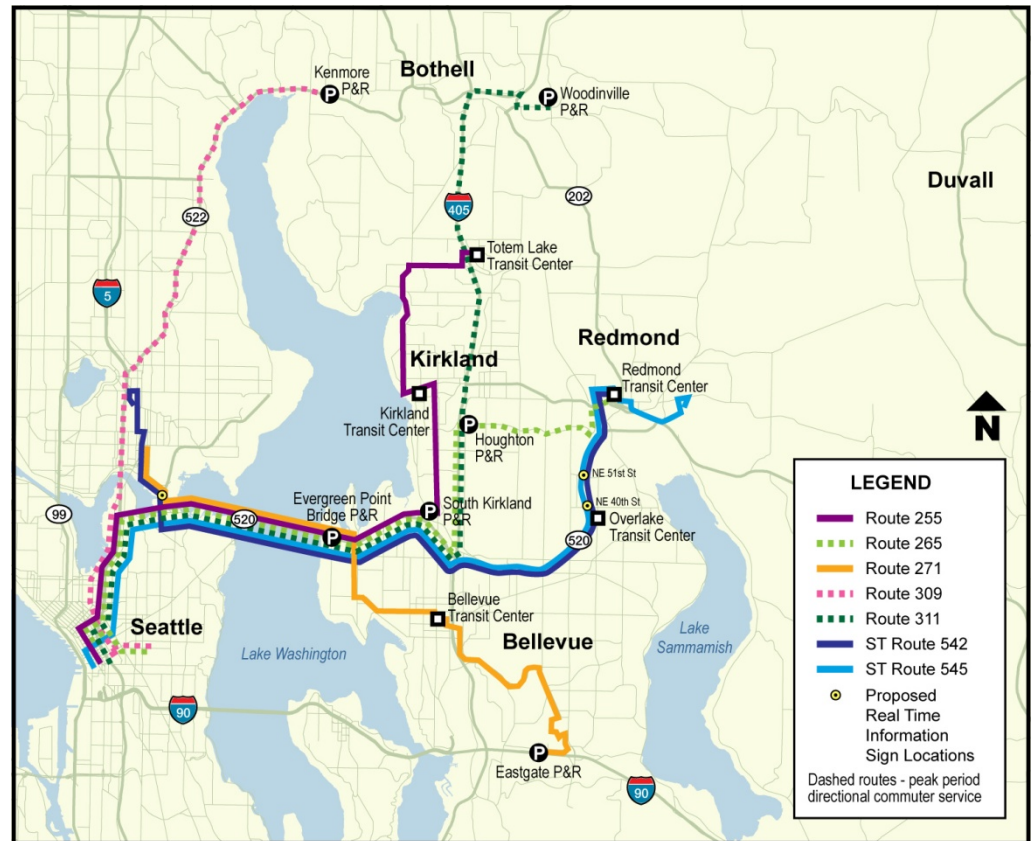 Kenmore
P&R
Bothell
Woodinville
P&R
Duvall
202
522
405
5
Totem Lake
Transit Center
Kirkland
Redmond
Redmond
Transit Center
Kirkland
Transit Center
Houghton
P&R
N
NE 51st St
NE 40th St
Evergreen Point
Bridge P&R
South Kirkland
P&R
Overlake
Transit Center
99
520
520
Bellevue
Transit Center
Seattle
Bellevue
Lake Washington
Lake
Sammamish
90
Eastgate P&R
90
LEGEND
Route 255
Route 265
Route 271
Route 309
Route 311
ST Route 542
ST Route 545
Proposed
Real Time
Information
Sign Locations
Dashed routes - peak period
directional commuter service
P
P
P
P
P
P